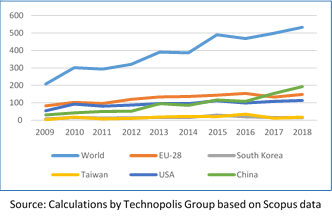 600
500
400
300
200
100
0
2009 2010 2011 2012 2013 2014 2015 2016 2017 2018
World EU-28 South Korea
Taiwan USA China
Source: Calculations by Technopolis Group based on Scopus data